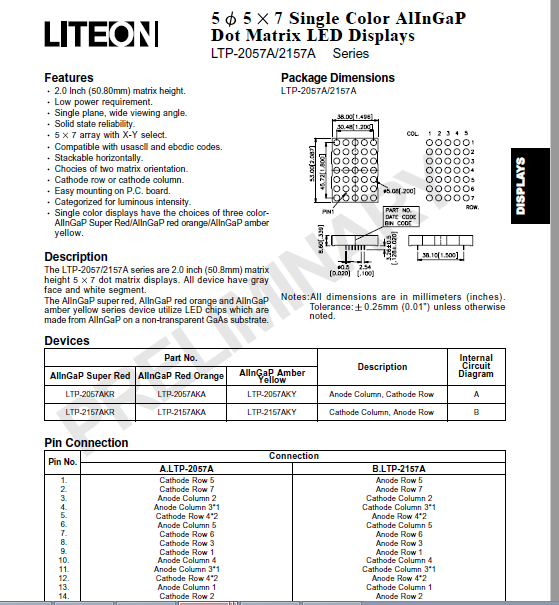 LITEON
5 ϕ 5 × 7 Single Color AlInGaP
Dot Matrix LED Displays
LTP-2057A/2157A Series
Features
· 2.0 Inch (50.80mm) matrix height.
· Low power requirement.
· Single plane, wide viewing angle.
· Solid state reliability.
· 5 × 7 array with X-Y select.
· Compatible with usascll and ebcdic codes.
· Stackable horizontally.
· Chocies of two matrix orientation.
· Cathode row or cathode column.
· Easy mounting on P.C. board.
· Categorized for luminous intensity.
· Single color displays have the choices of three color-
AlInGaP Super Red/AlInGaP red orange/AlInGaP amber
yellow.
Description
The LTP-2057/2157A series are 2.0 inch (50.8mm) matrix
height 5 × 7 dot matrix displays. All device have gray
face and white segment.
The AlInGaP super red, AlInGaP red orange and AlInGaP
amber yellow series device utilize LED chips which are
made from AlInGaP on a non-transparent GaAs substrate.
Package Dimensions
LTP-2057A/2157A
38.00[1.496]
30.48[1.200]
53.00[2.087]
45.72[1.800]
ø5.08[.200]
PIN1
COL. 1 2 3 4 5
1
2
3
4
5
6
7
ROW.
PART NO.
DATE CODE
BIN CODE
8.60[.339]
ø0.5
[0.020]
2.54
[.100]
38.10[1.500]
Notes:All dimensions are in millimeters (inches).
Tolerance:±0.25mm (0.01") unless otherwise
noted.
DISPLAYS
PRELIMINARY
Devices
Part No.
Description
Internal
Circuit
Diagram
AlInGaP Super Red AlInGaP Red Orange AlInGaP Amber
Yellow
LTP-2057AKR LTP-2057AKA LTP-2057AKY Anode Column, Cathode Row A
LTP-2157AKR LTP-2157AKA LTP-2157AKY Cathode Column, Anode Row B
Pin Connection
Pin No. Connection
A.LTP-2057A B.LTP-2157A
1. Cathode Row 5 Anode Row 5
2. Cathode Row 7 Anode Row 7
3. Anode Column 2 Cathode Column 2
4. Anode Column 3*1 Cathode Column 3*1
5. Cathode Row 4*2 Anode Row 4*2
6. Anode Column 5 Cathode Column 5
7. Cathode Row 6 Anode Row 6
8. Cathode Row 3 Anode Row 3
9. Cathode Row 1 Anode Row 1
10. Anode Column 4 Cathode Column 4
11. Anode Column 3*1 Cathode Column 3*1
12. Cathode Row 4*2 Anode Row 4*2
13. Anode Column 1 Cathode Column 1
14. Cathode Row 2 Anode Row 2